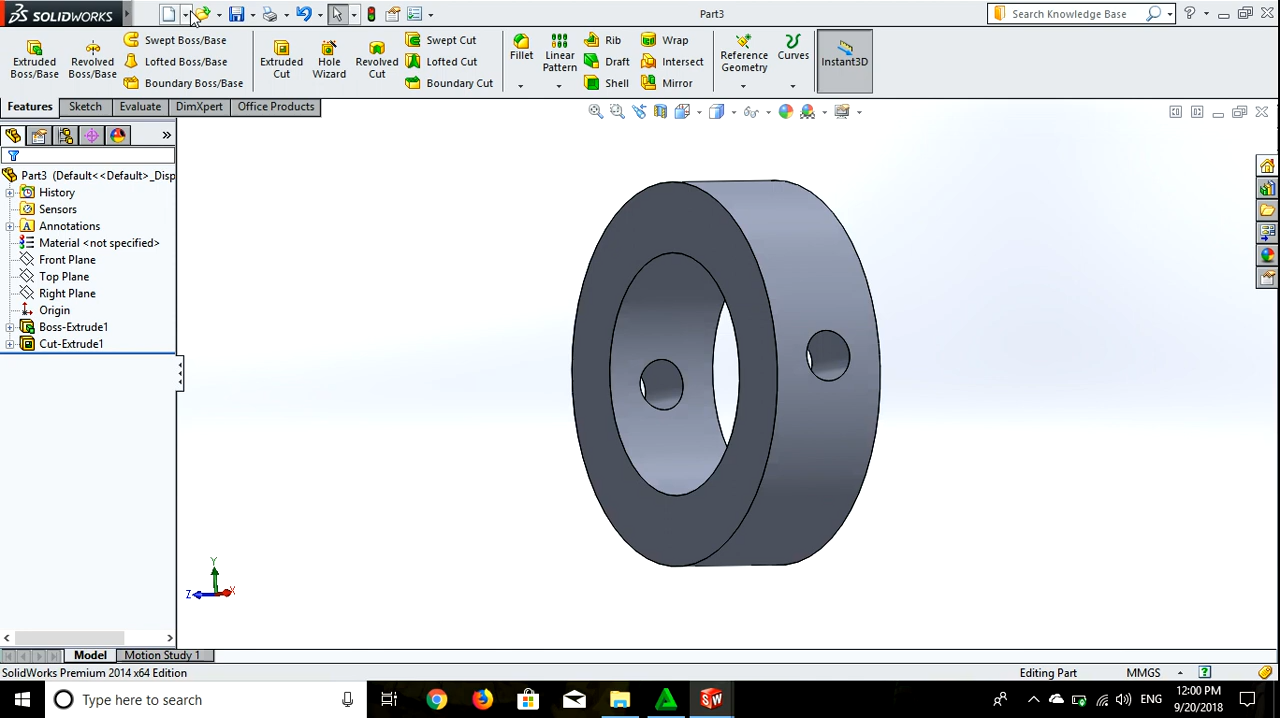 SOLIDWORKS
Part3
Search Knowledge Base
Extruded Boss/Base
Revolved Boss/Base
Swept Boss/Base
Lofted Boss/Base
Boundary Boss/Base
Extruded Cut
Hole Wizard
Revolved Cut
Swept Cut
Lofted Cut
Boundary Cut
Fillet
Linear Pattern
Rib
Draft
Shell
Wrap
Intersect
Mirror
Reference Geometry
Curves
Instant3D
Features
Sketch
Evaluate
DimXpert
Office Products
Part3 (Default<<Default>_Disp
History
Sensors
Annotations
Material <not specified>
Front Plane
Top Plane
Right Plane
Origin
Boss-Extrude1
Cut-Extrude1
Y
Z
X
Model
Motion Study 1
SolidWorks Premium 2014 x64 Edition
Editing Part
MMGS
Type here to search
ENG
12:00 PM
9/20/2018